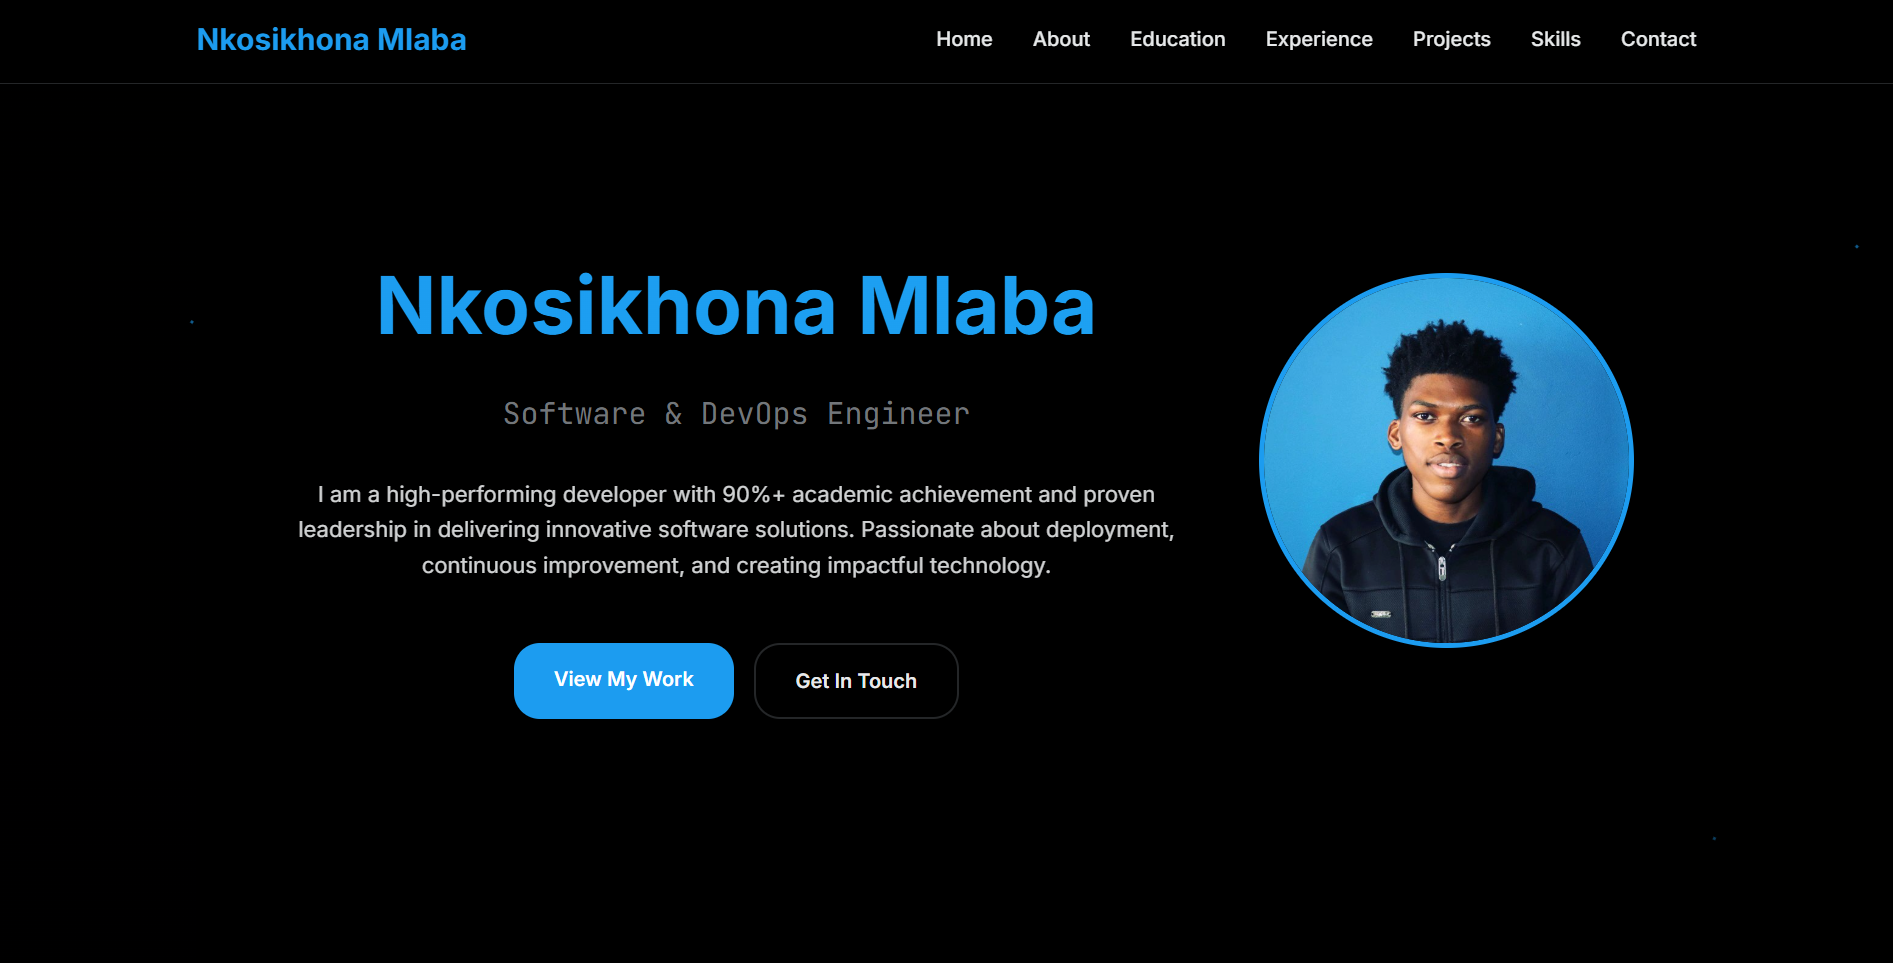 Nkosikhona Mlaba
Home About Education Experience Projects Skills Contact
Nkosikhona Mlaba
Software & DevOps Engineer
I am a high-performing developer with 90%+ academic achievement and proven
leadership in delivering innovative software solutions. Passionate about deployment,
continuous improvement, and creating impactful technology.
View My Work
Get In Touch